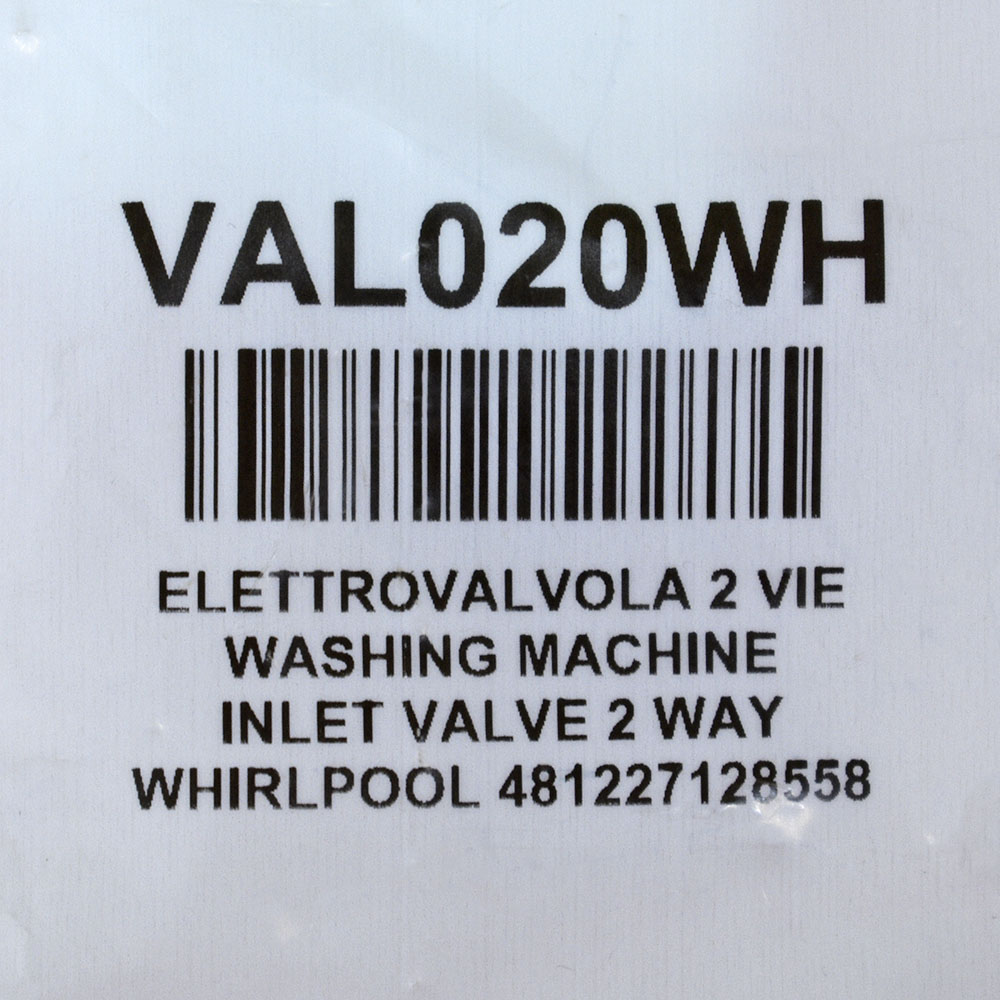 VAL020WH
ELETTROVALVOLA 2 VIE
WASHING MACHINE
INLET VALVE 2 WAY
WHIRLPOOL 481227128558